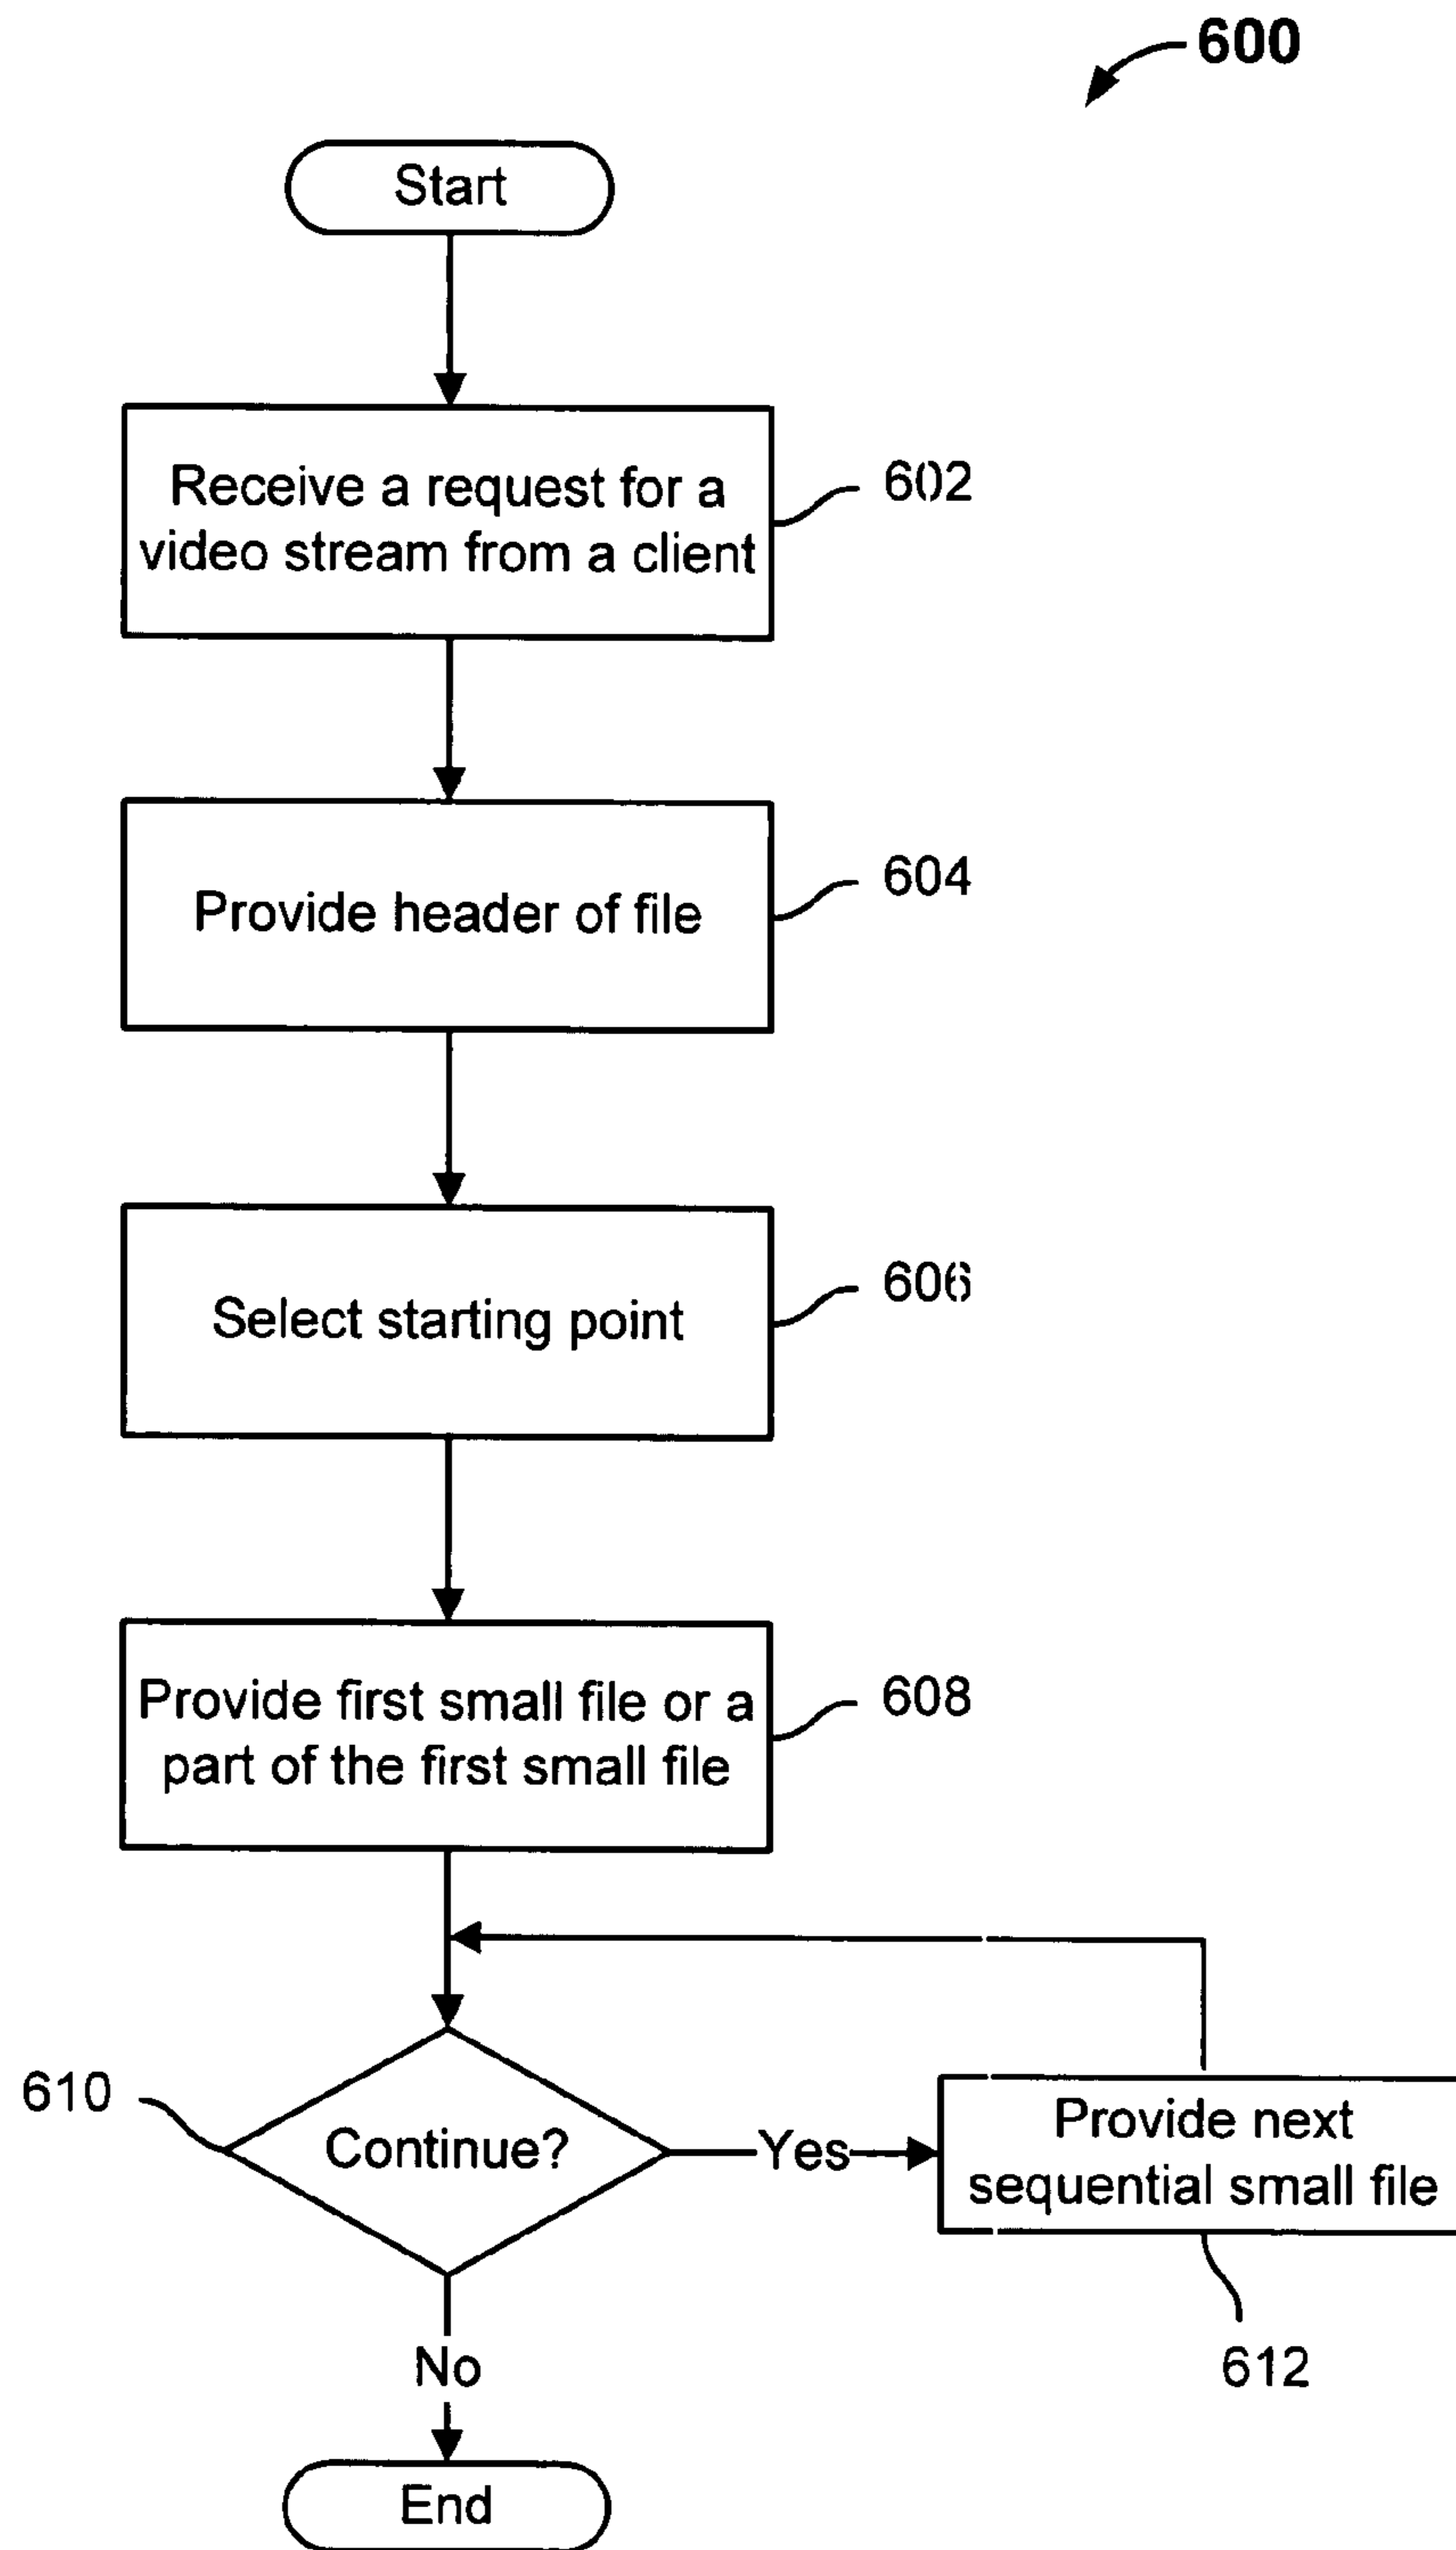 600
Start
Receive a request for a
video stream from a client
602
Provide header of file
604
Select starting point
606
Provide first small file or a
part of the first small file
608
610
Continue?
Yes
Provide next
sequential small file
612
No
End